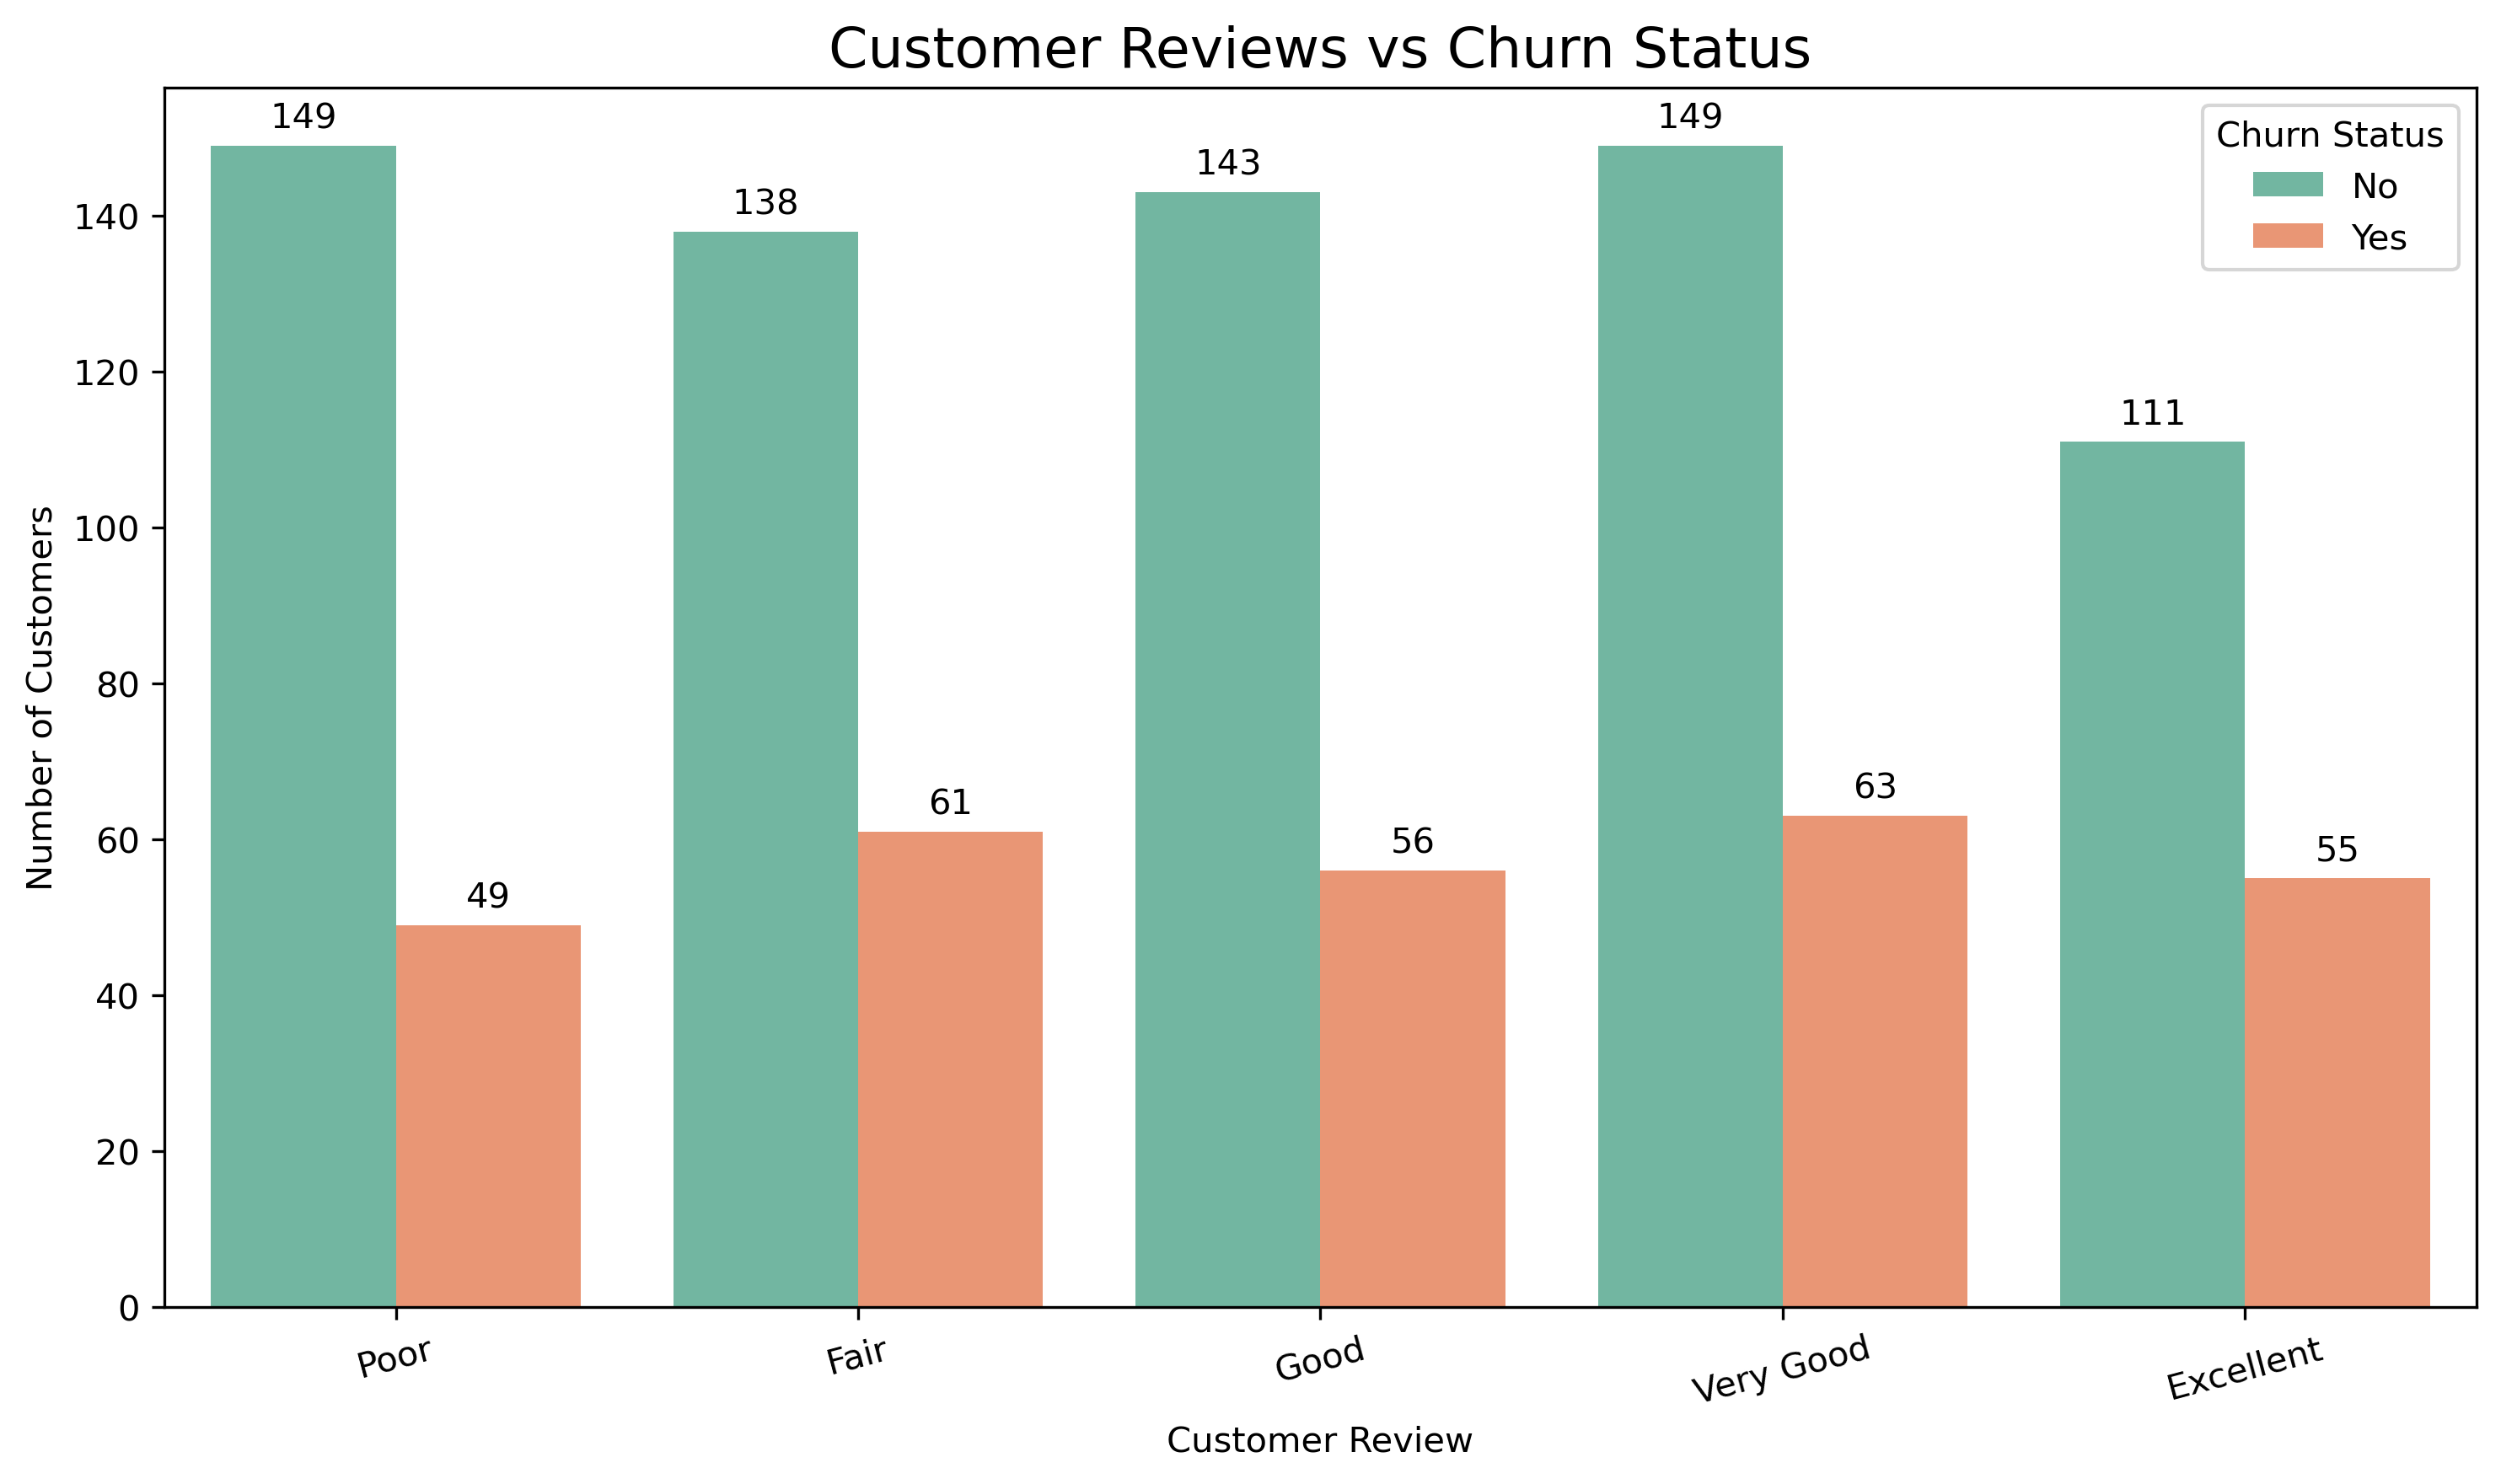 Customer Reviews vs Churn Status
149
149
143
138
111
63
61
56
55
49
Churn Status
No
Yes
Number of Customers
140
120
100
80
60
40
20
0
Poor
Fair
Good
Very Good
Excellent
Customer Review